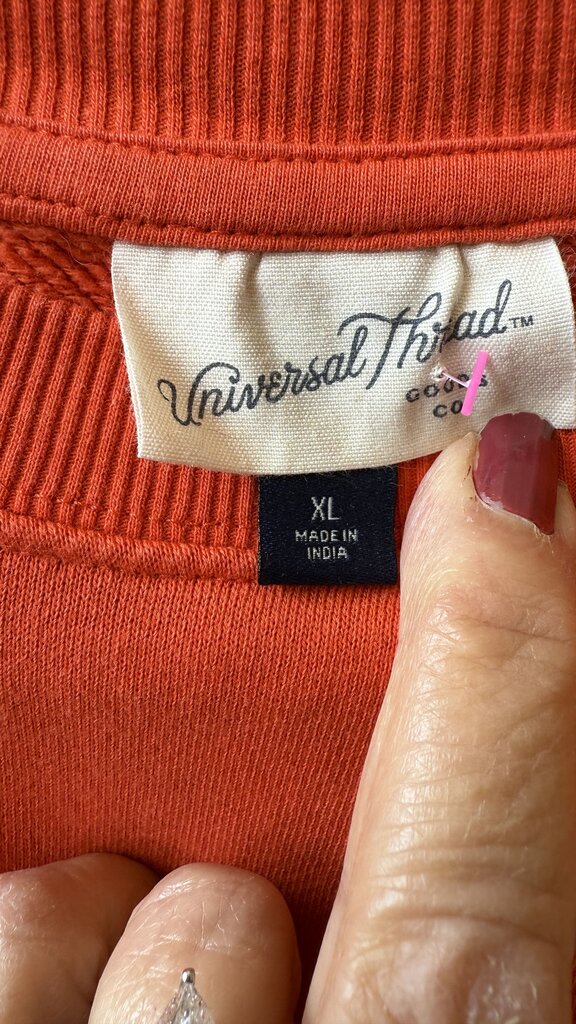 Universal Thread™
GOODS
CO
XL
MADE IN
INDIA